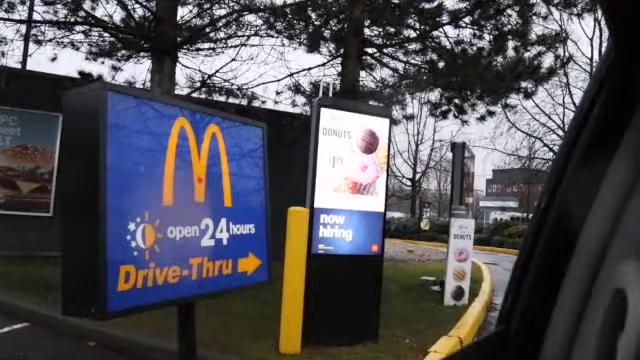 open 24 hours
Drive-Thru
DONUTS
now
hiring
DONUTS